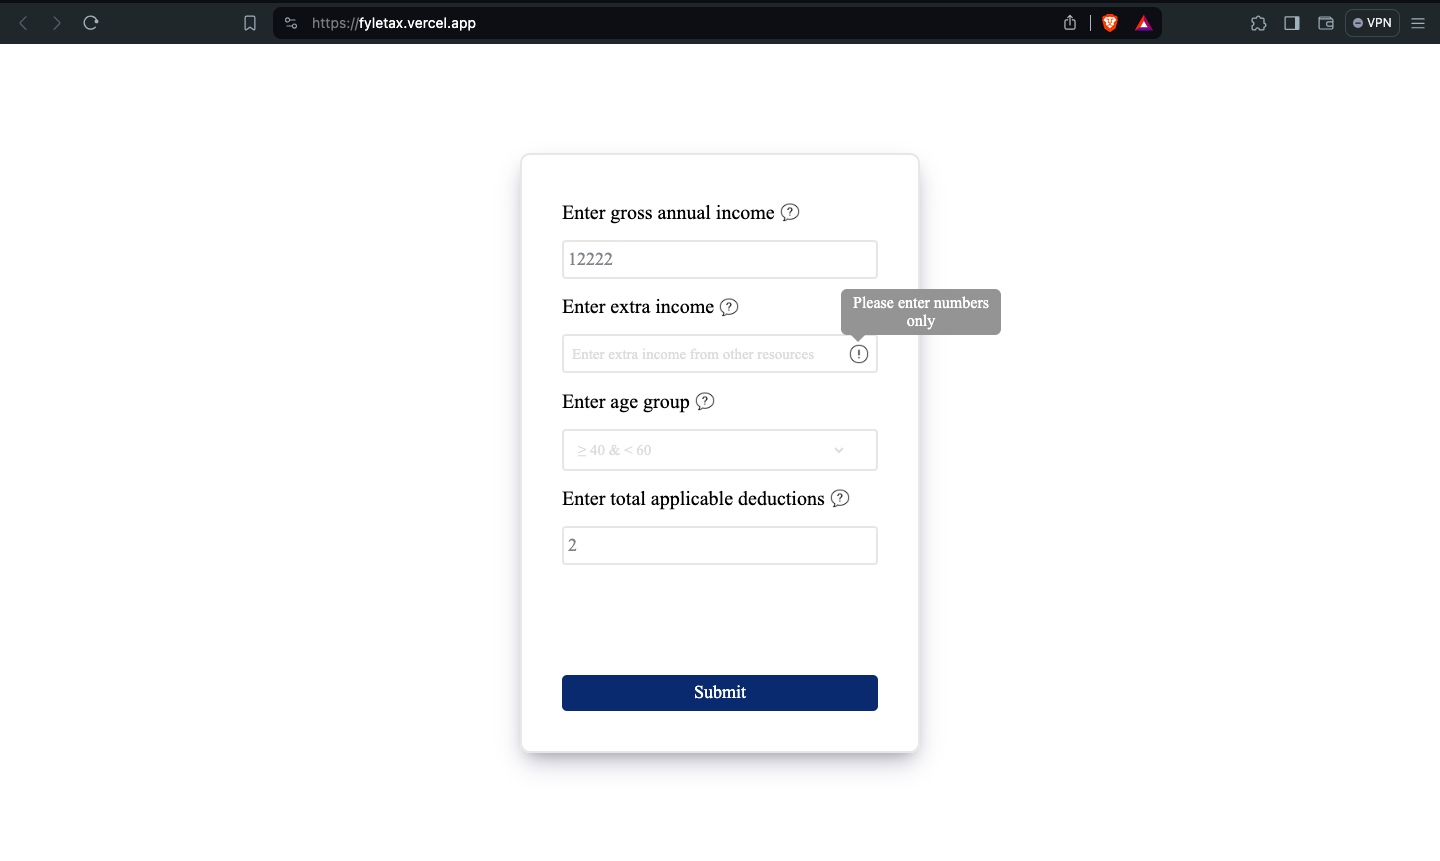 https://fyletax.vercel.app
VPN
Enter gross annual income
12222
Enter extra income
Please enter numbers
only
Enter extra income from other resources
Enter age group
≥ 40 & < 60
Enter total applicable deductions
2
Submit